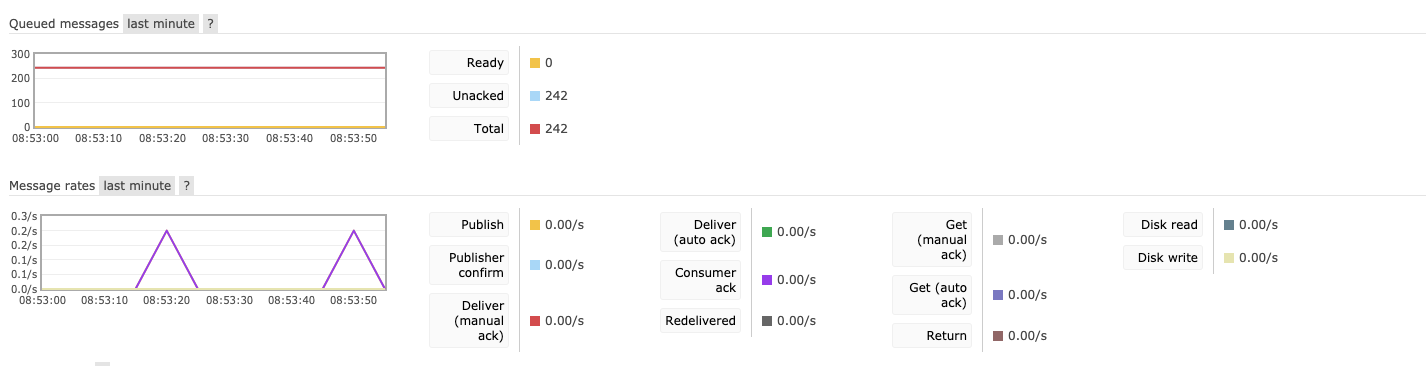 Queued messages last minute ?
300
200
100
0
08:53:00 08:53:10 08:53:20 08:53:30 08:53:40 08:53:50
Ready 0
Unacked 242
Total 242
Message rates last minute ?
0.3/s
0.2/s
0.2/s
0.1/s
0.1/s
0.0/s
08:53:00 08:53:10 08:53:20 08:53:30 08:53:40 08:53:50
Publish 0.00/s
Publisher
confirm 0.00/s
Deliver
(manual
ack) 0.00/s
Deliver
(auto ack) 0.00/s
Consumer
ack 0.00/s
Redelivered 0.00/s
Get
(manual
ack) 0.00/s
Get (auto
ack) 0.00/s
Return 0.00/s
Disk read 0.00/s
Disk write 0.00/s